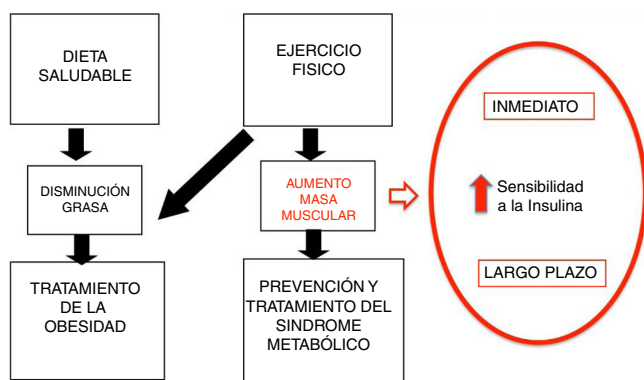 DIETA
SALUDABLE
EJERCICIO
FISICO
DISMINUCIÓN
GRASA
AUMENTO
MASA
MUSCULAR
TRATAMIENTO
DE LA
OBESIDAD
PREVENCIÓN Y
TRATAMIENTO DEL
SINDROME
METABÓLICO
INMEDIATO
Sensibilidad
a la Insulina
LARGO PLAZO